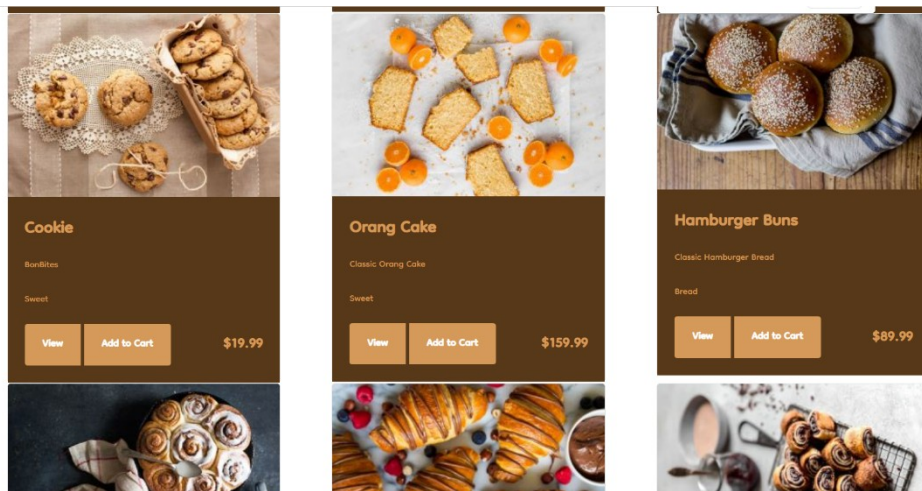 Cookie
BonBites
Sweet
View
Add to Cart
$19.99
Orang Cake
Classic Orang Cake
Sweet
View
Add to Cart
$159.99
Hamburger Buns
Classic Hamburger Bread
Bread
View
Add to Cart
$89.99